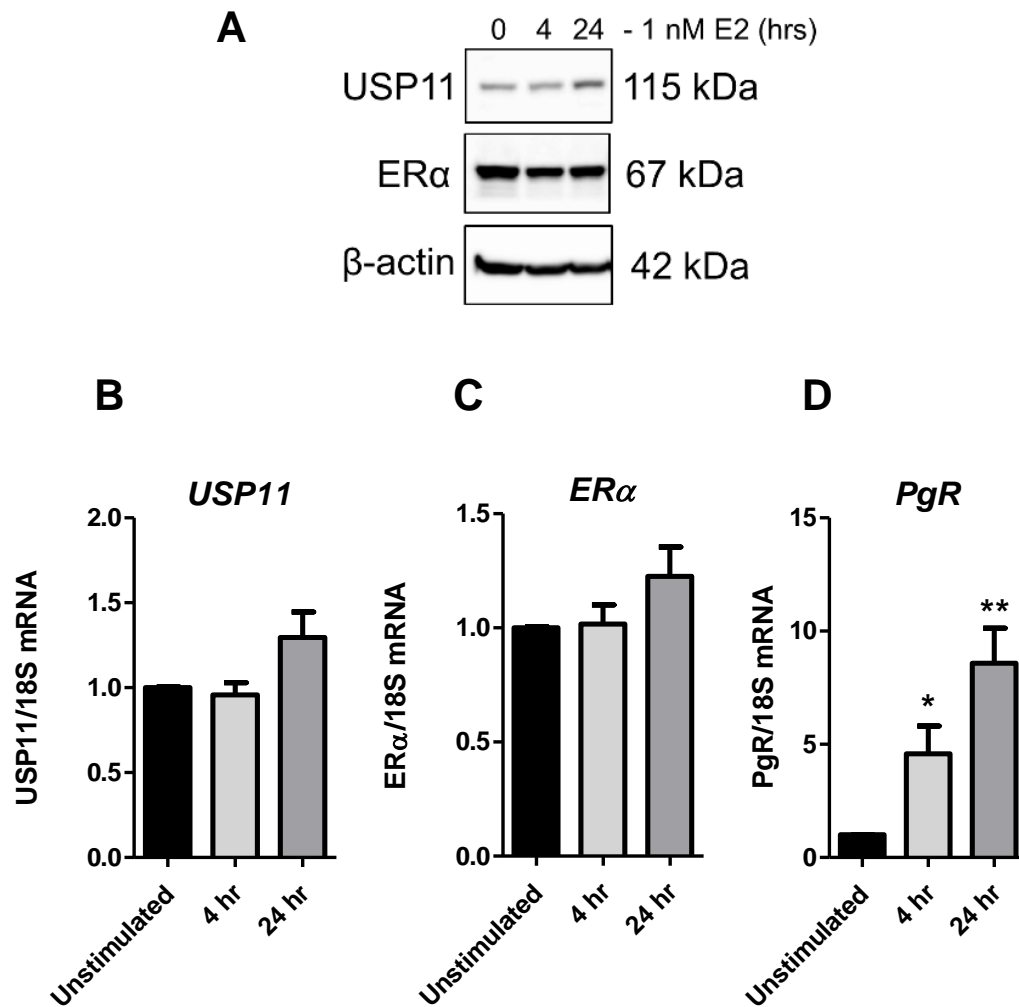 A
0 4 24 - 1 nM E2 (hrs)
USP11 115 kDa
ERα 67 kDa
β-actin 42 kDa
B
C
D
USP11
USP11/18S mRNA
2.0
1.5
1.0
0.5
0.0
Unstimulated
4 hr
24 hr
ERα
ERα/18S mRNA
1.5
1.0
0.5
0.0
Unstimulated
4 hr
24 hr
PgR
PgR/18S mRNA
15
10
5
0
*
**
Unstimulated
4 hr
24 hr